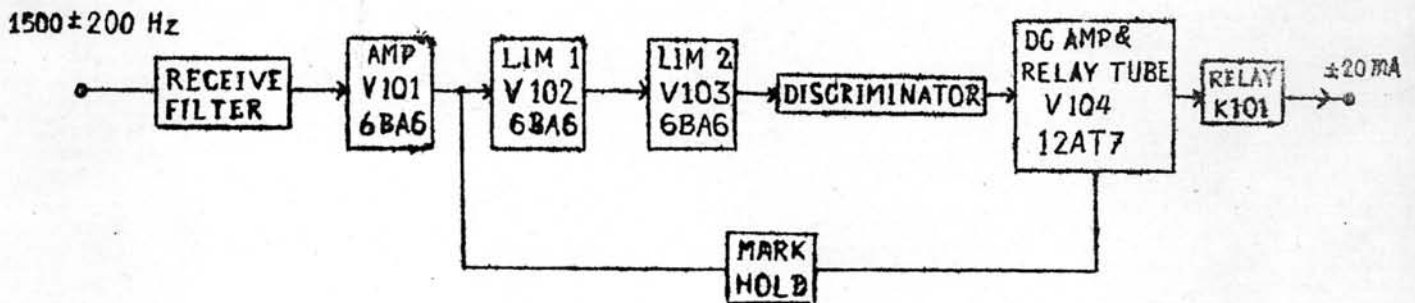 1500 ± 200 Hz
RECEIVE
FILTER
AMP
V101
6BA6
LIM 1
V102
6BA6
LIM 2
V103
6BA6
DISCRIMINATOR
DC AMP &
RELAY TUBE
V104
12AT7
RELAY
K101
±20 MA
MARK
HOLD